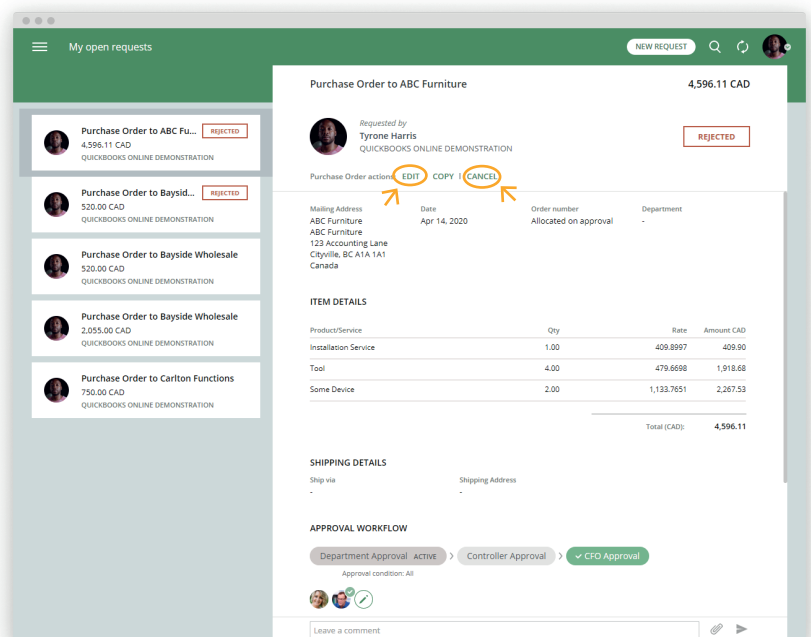 My open requests
NEW REQUEST
Purchase Order to ABC Fu... REJECTED
4,596.11 CAD
QUICKBOOKS ONLINE DEMONSTRATION
Purchase Order to Baysid... REJECTED
520.00 CAD
QUICKBOOKS ONLINE DEMONSTRATION
Purchase Order to Bayside Wholesale
520.00 CAD
QUICKBOOKS ONLINE DEMONSTRATION
Purchase Order to Bayside Wholesale
2,055.00 CAD
QUICKBOOKS ONLINE DEMONSTRATION
Purchase Order to Carlton Functions
750.00 CAD
QUICKBOOKS ONLINE DEMONSTRATION
Purchase Order to ABC Furniture 4,596.11 CAD
Requested by
Tyrone Harris
QUICKBOOKS ONLINE DEMONSTRATION
REJECTED
Purchase Order actions EDIT COPY | CANCEL
Mailing Address Date Order number Department
ABC Furniture Apr 14, 2020 Allocated on approval -
ABC Furniture
123 Accounting Lane
Cityville, BC A1A 1A1
Canada
ITEM DETAILS
Product/Service Qty Rate Amount CAD
Installation Service 1.00 409.8997 409.90
Tool 4.00 479.6698 1,918.68
Some Device 2.00 1,133.7651 2,267.53
Total (CAD): 4,596.11
SHIPPING DETAILS
Ship via Shipping Address
- -
APPROVAL WORKFLOW
Department Approval ACTIVE > Controller Approval > ✓ CFO Approval
Approval condition: All
Leave a comment